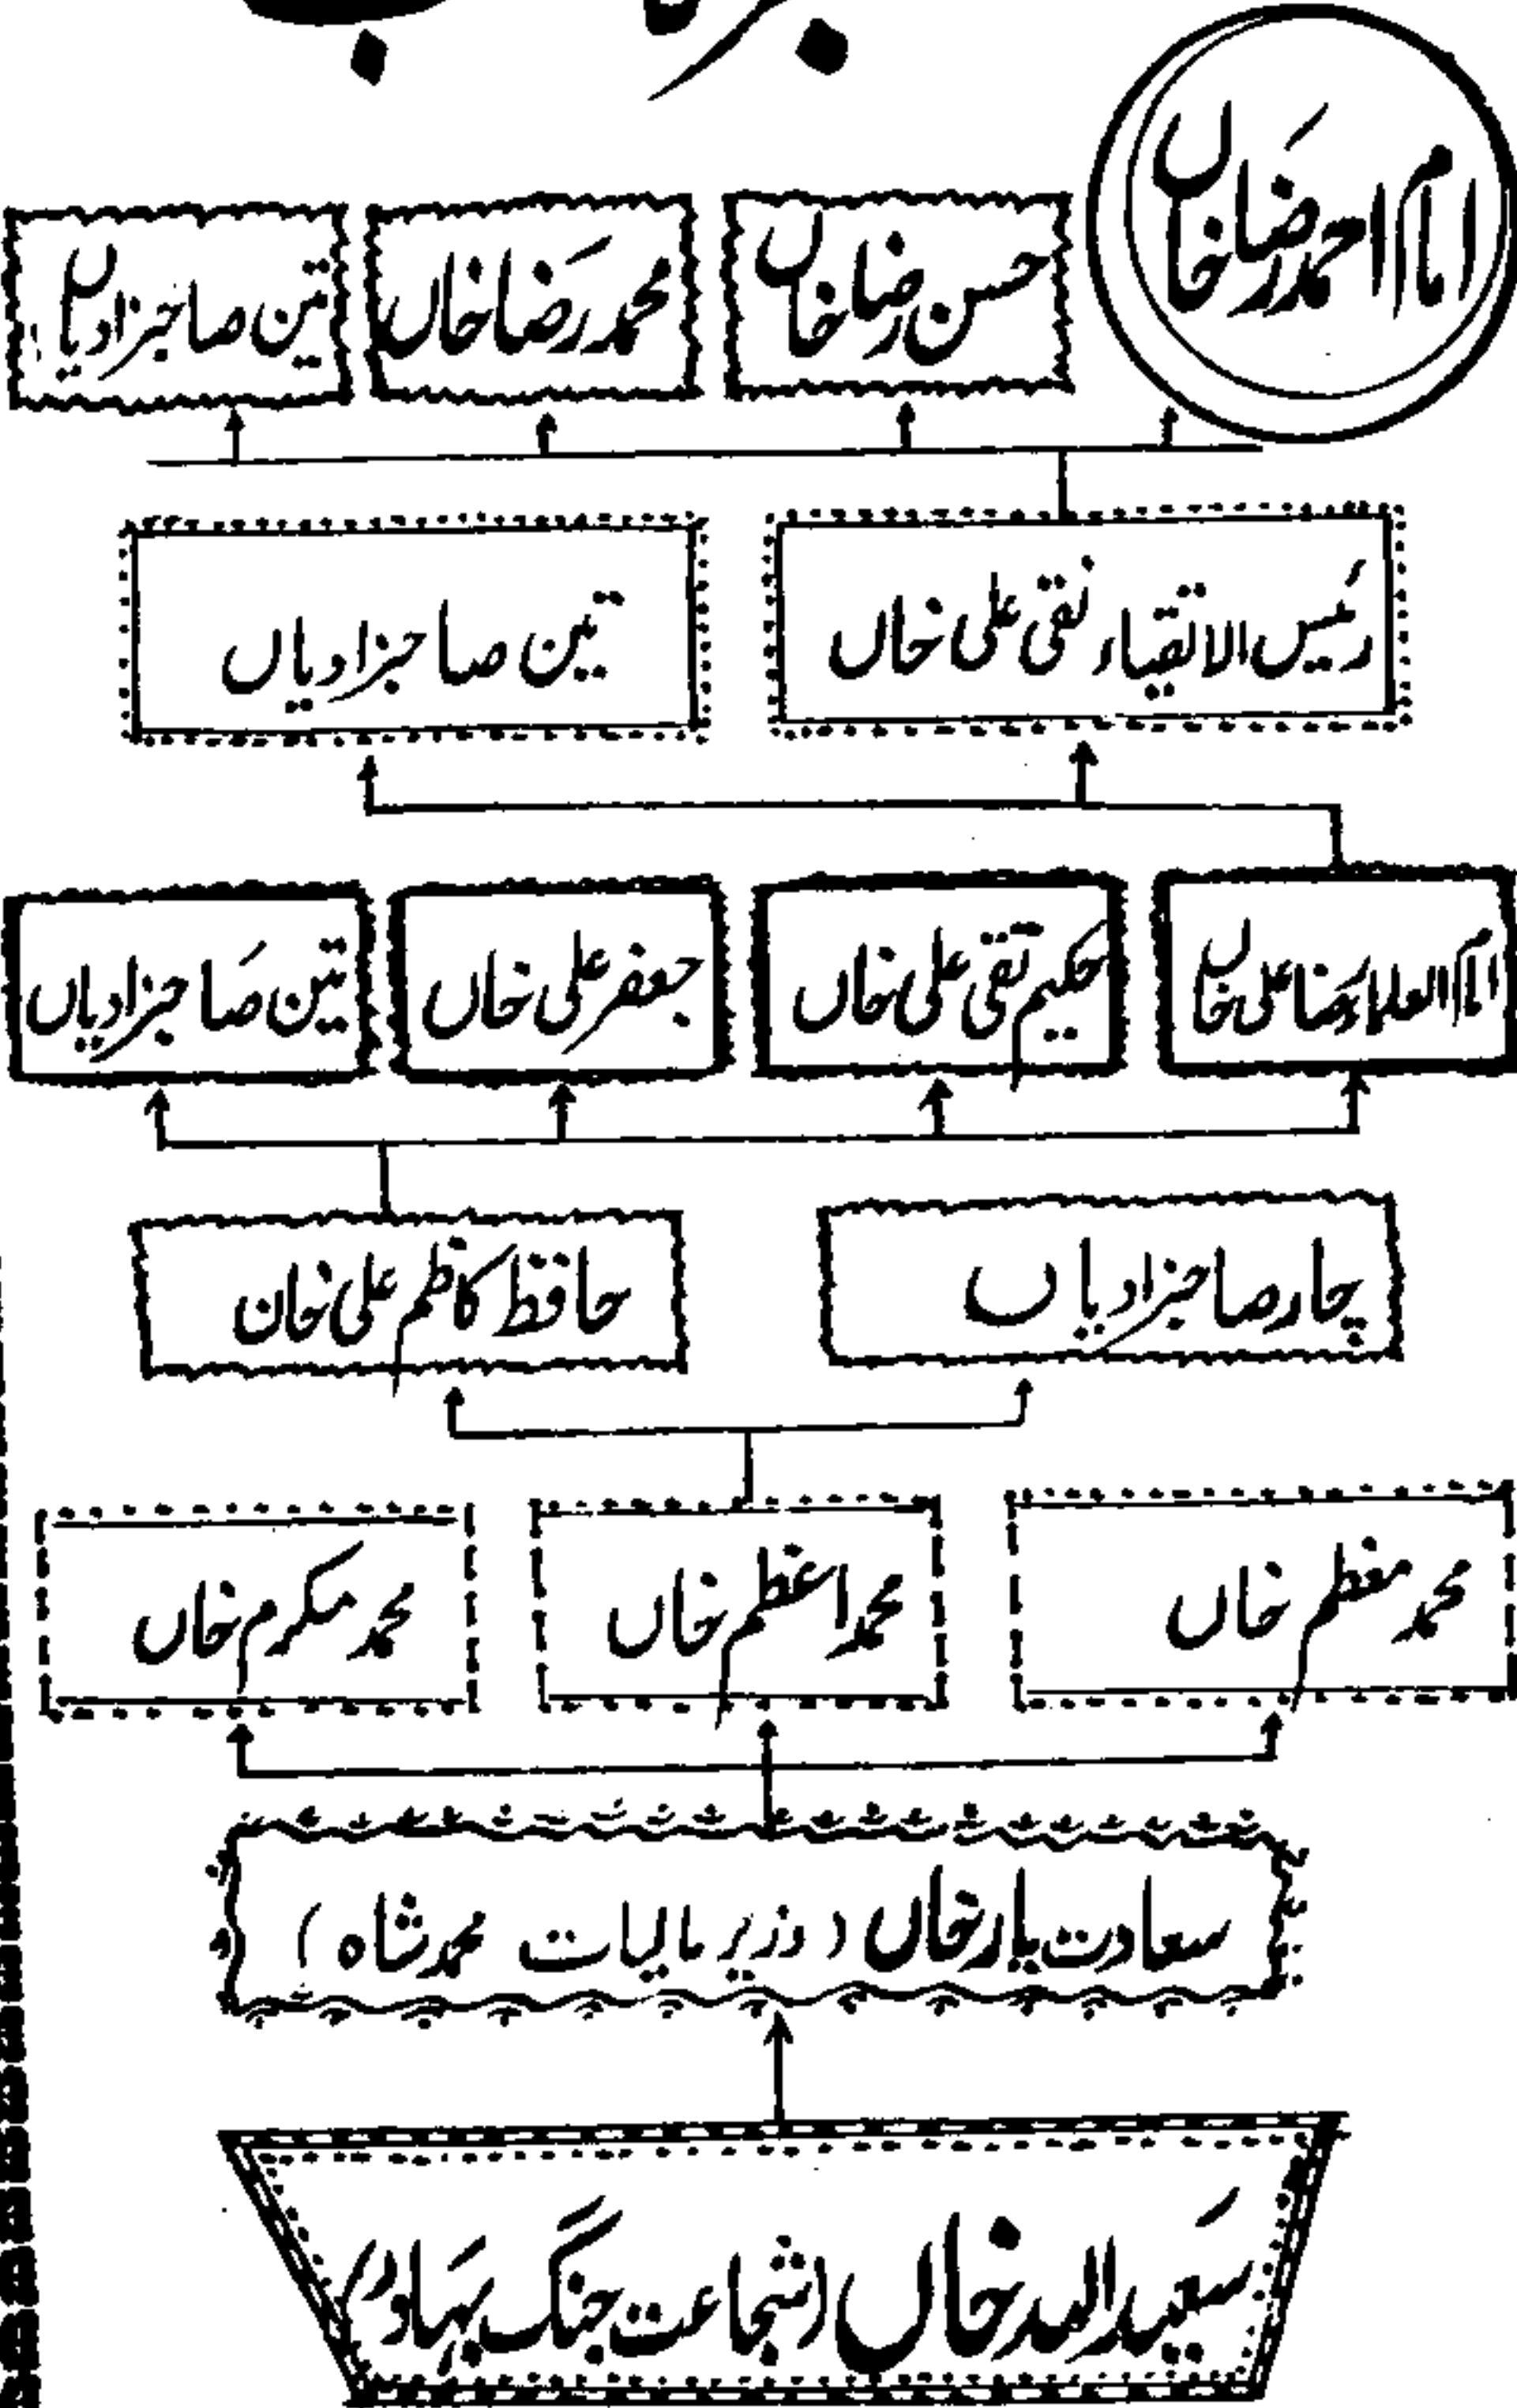 امام احمد رضا خاں
حسن رضا خاں
محمد رضا خاں
تین صاحبزادیاں
رئیس الاتقیاء نقی علی خاں
تین صاحبزادیاں
امام العلماء رضا علی خاں
حکیم تقی علی خاں
جعفر علی خاں
تین صاحبزادیاں
چار صاحبزادیاں
حافظ کاظم علی خان
محمد معظم خاں
محمد اعظم خاں
محمد مکرم خاں
سعادت یار خاں (وزیر مالیات محمد شاہ)
سعید اللہ خاں (شجاعت جنگ بہادر)